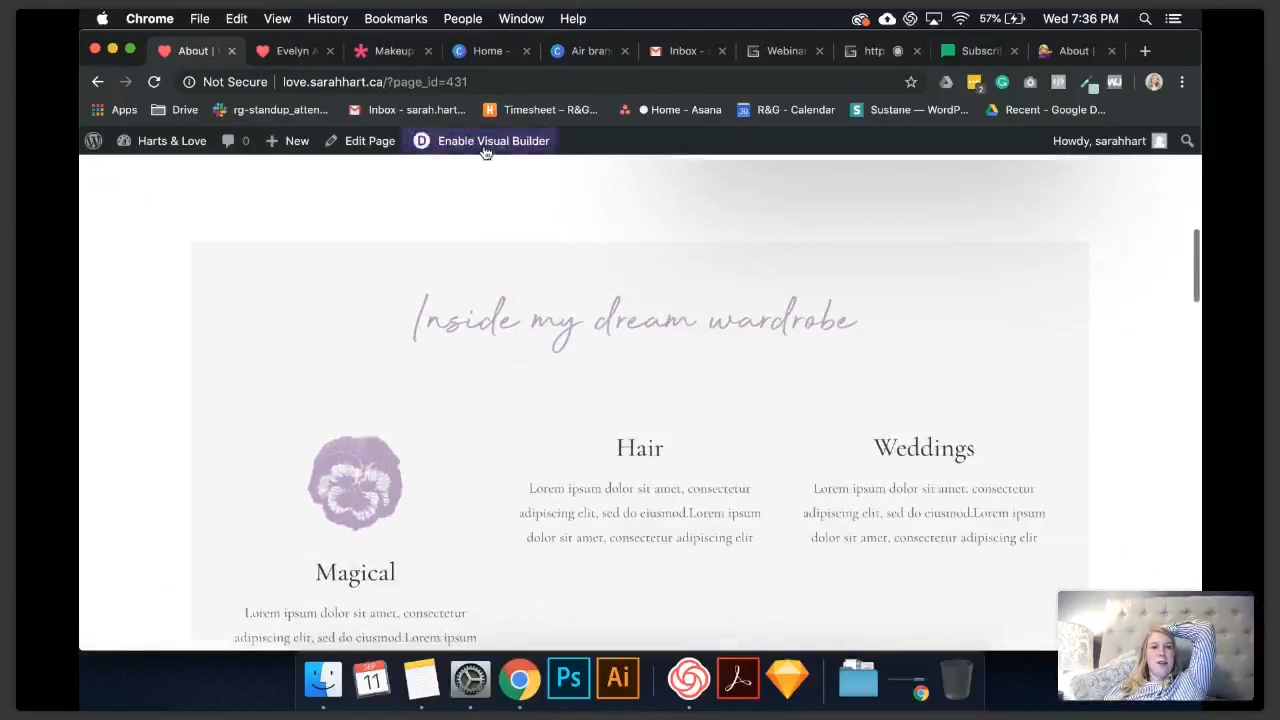 Chrome File Edit View History Bookmarks People Window Help 57% Wed 7:36 PM
About | Evelyn A Makeup Home - Air bran Inbox - Webinar http Subscri About |
Not Secure love.sarahhart.ca/?page_id=431
2
Apps Drive rg-standup_atten... Inbox - sarah.hart... Timesheet – R&G... Home - Asana R&G - Calendar Sustane — WordP... Recent - Google D...
Harts & Love 0 New Edit Page D Enable Visual Builder Howdy, sarahhart
Inside my dream wardrobe
Hair Weddings
Lorem ipsum dolor sit amet, consectetur Lorem ipsum dolor sit amet, consectetur
adipiscing elit, sed do eiusmod.Lorem ipsum adipiscing elit, sed do eiusmod.Lorem ipsum
dolor sit amet, consectetur adipiscing elit dolor sit amet, consectetur adipiscing elit
Magical
Lorem ipsum dolor sit amet, consectetur
adipiscing elit, sed do eiusmod.Lorem ipsum
SEP
11
Ps Ai